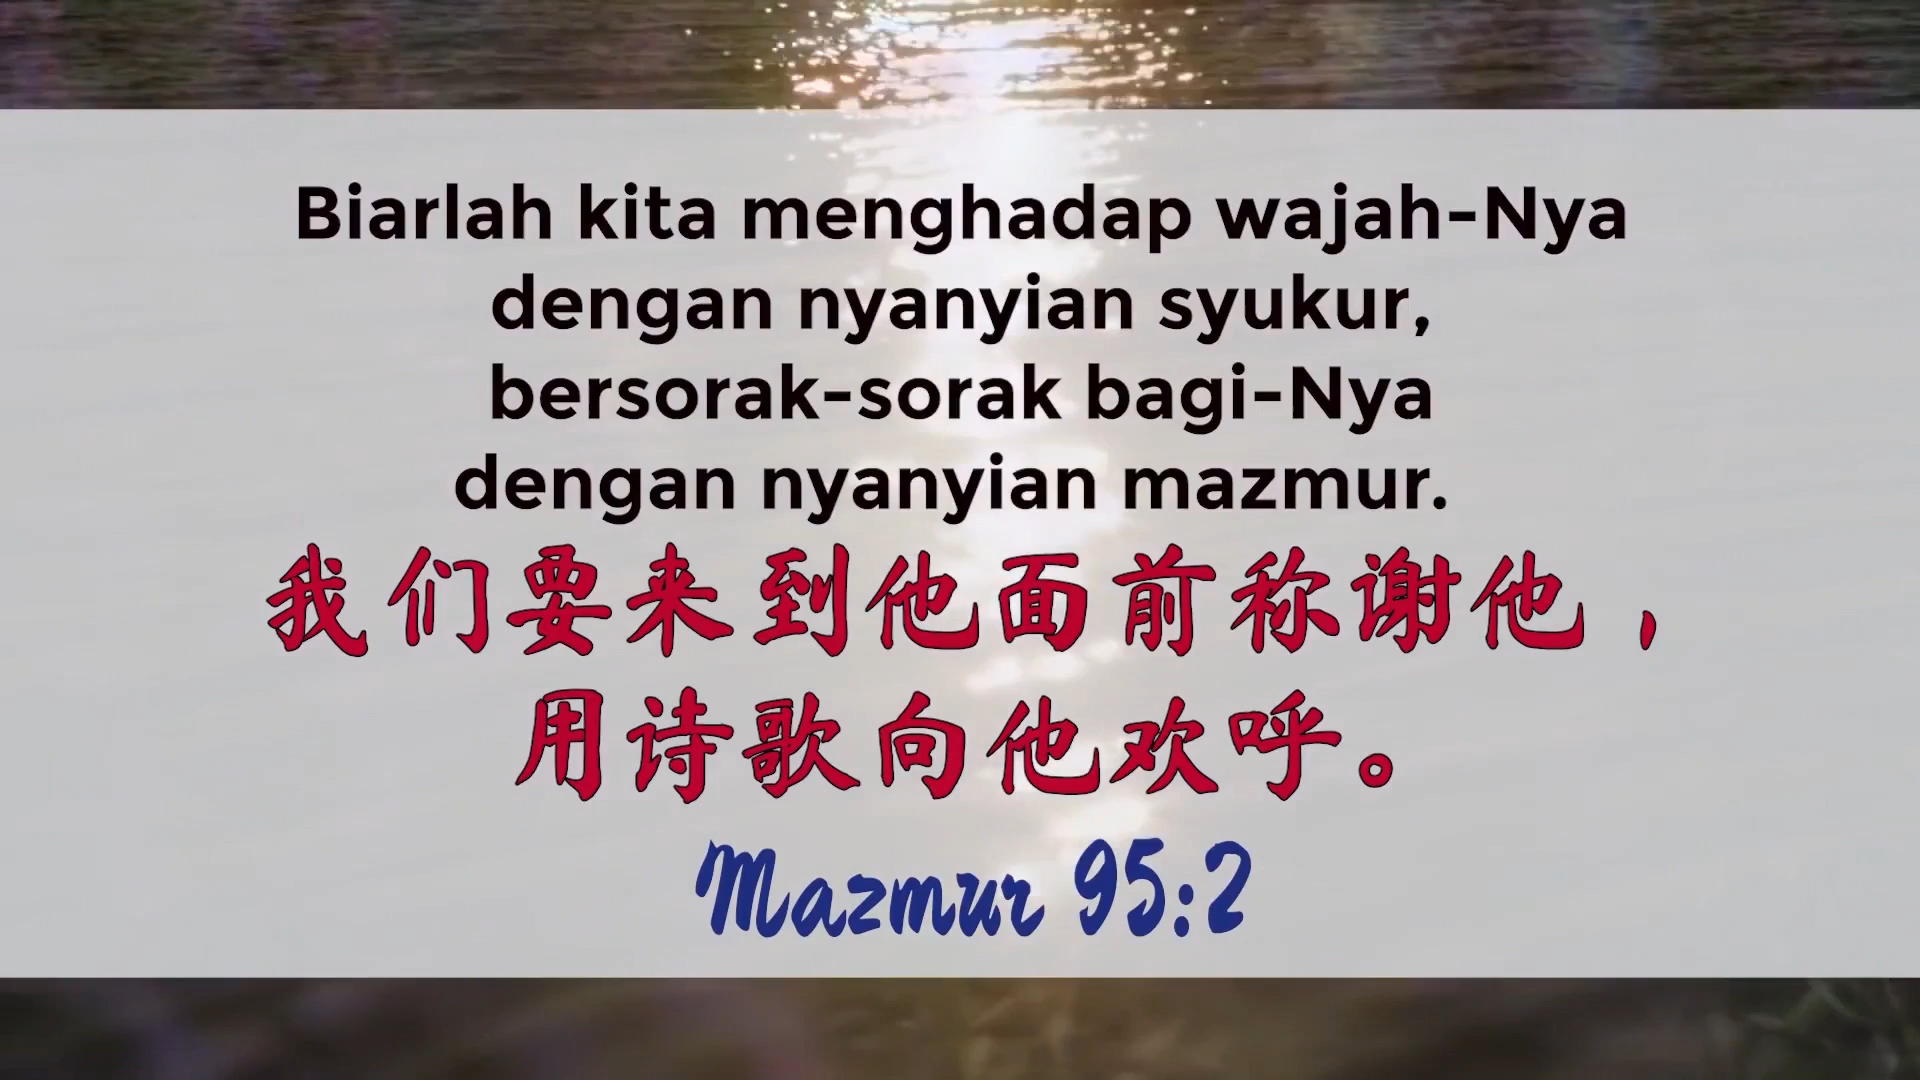 Biarlah kita menghadap wajah-Nya
dengan nyanyian syukur,
bersorak-sorak bagi-Nya
dengan nyanyian mazmur.
我们要来到他面前称谢他，
用诗歌向他欢呼。
Mazmur 95:2